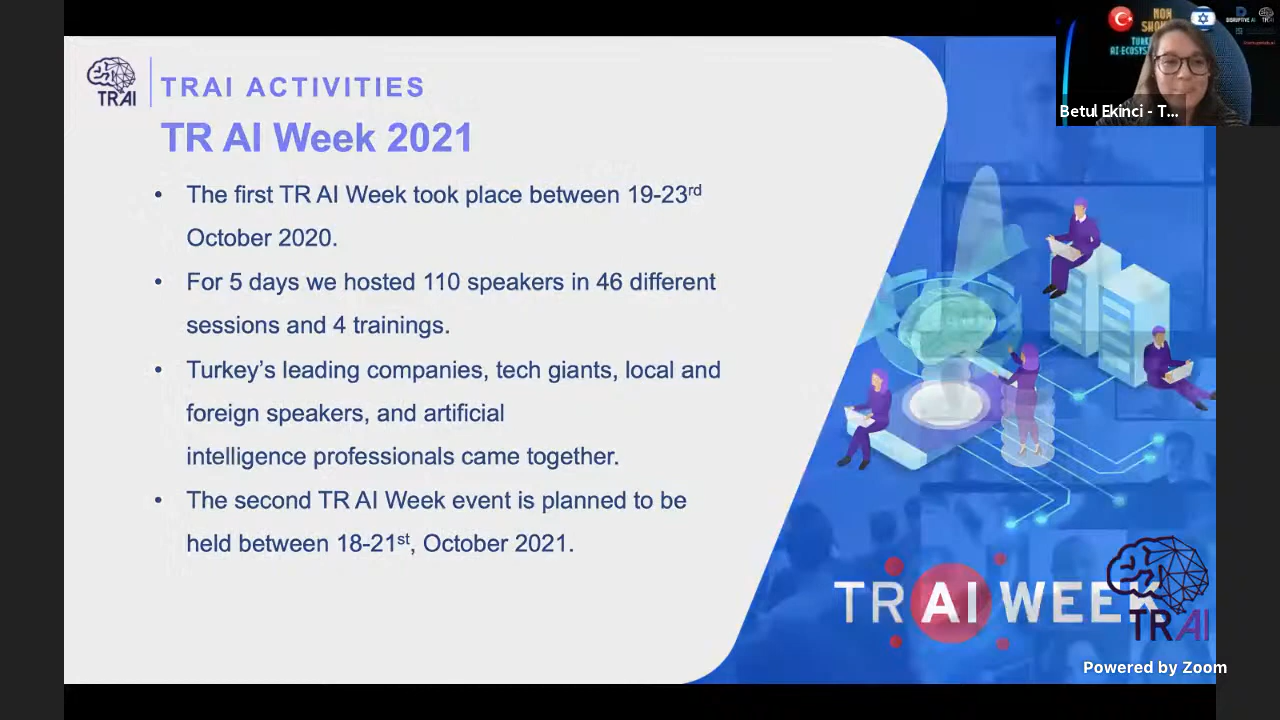 TRAI
TRAI ACTIVITIES
TR AI Week 2021
• The first TR AI Week took place between 19-23rd
October 2020.
• For 5 days we hosted 110 speakers in 46 different
sessions and 4 trainings.
• Turkey’s leading companies, tech giants, local and
foreign speakers, and artificial
intelligence professionals came together.
• The second TR AI Week event is planned to be
held between 18-21st, October 2021.
Betul Ekinci - T...
TR AI WEEK
TRAI
Powered by Zoom